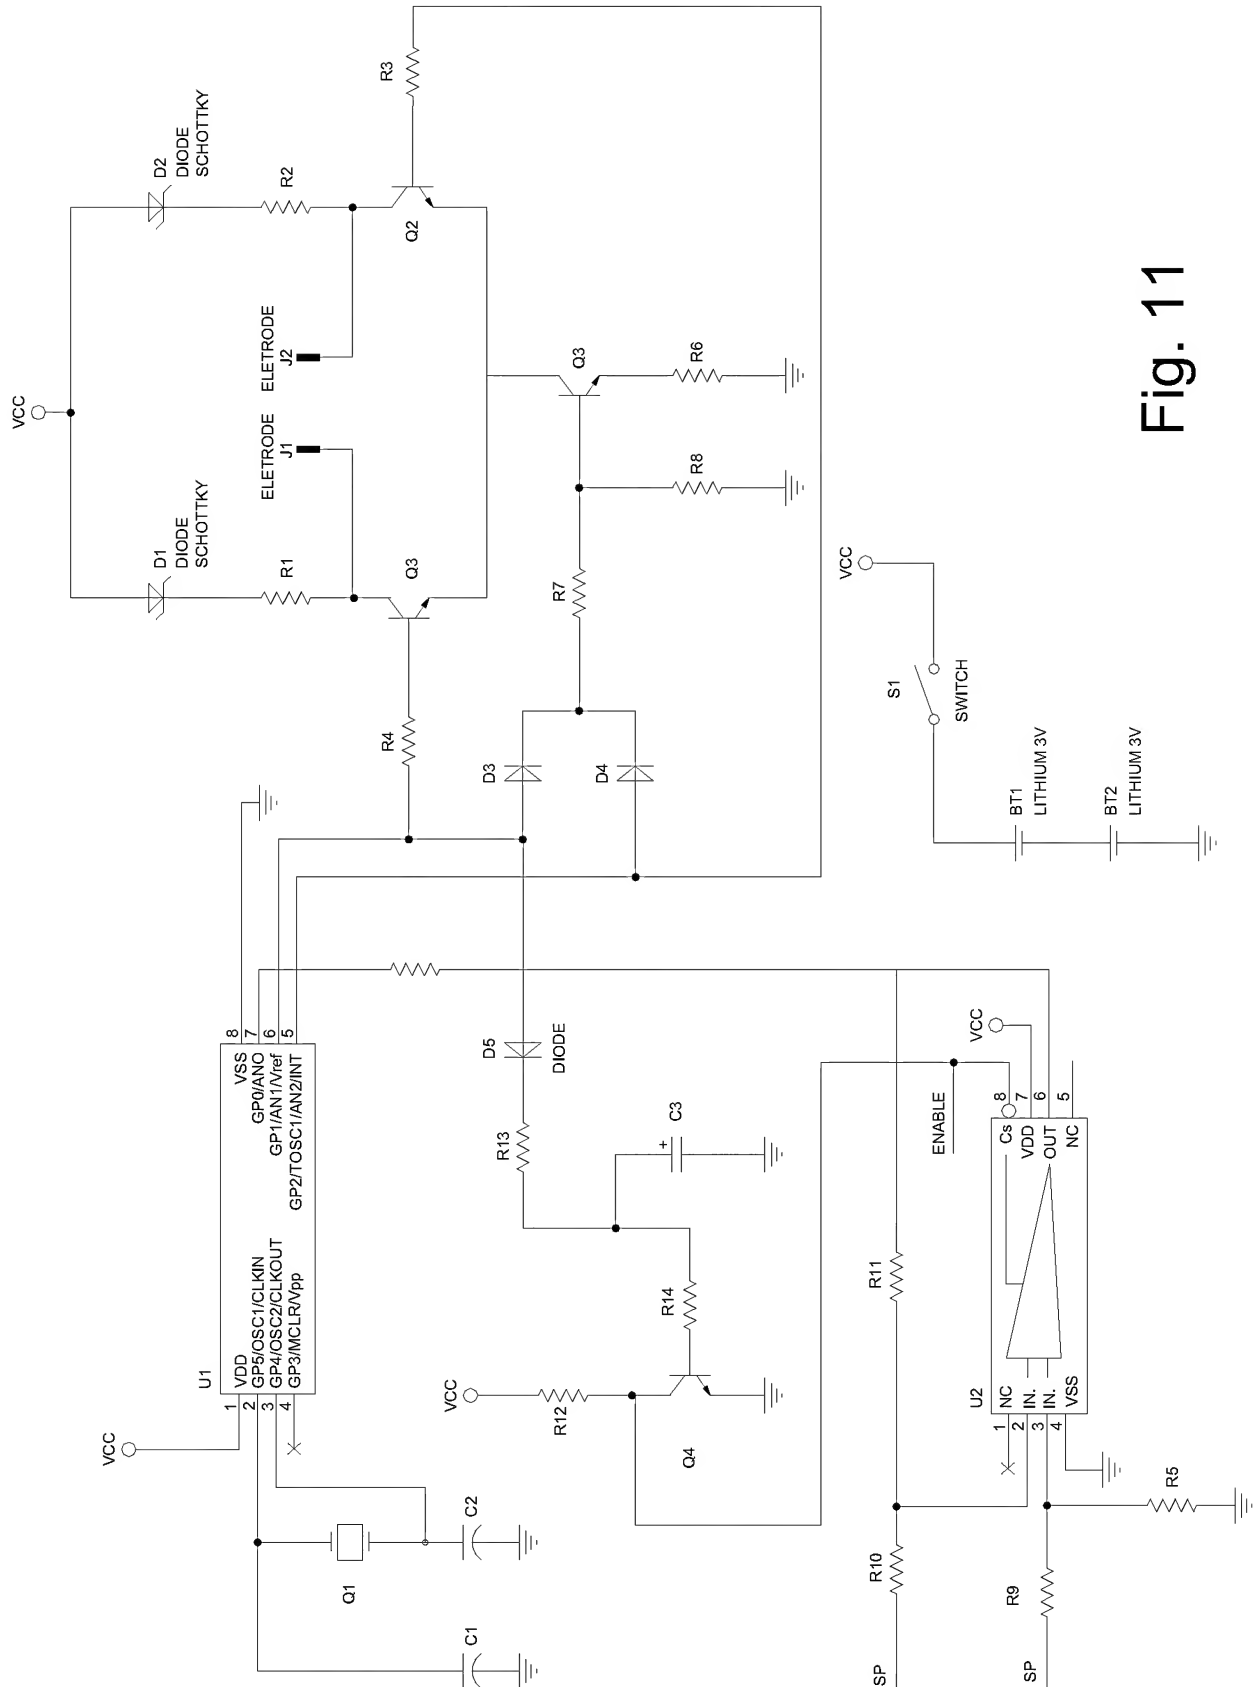 VCC
D1
DIODE
SCHOTTKY
D2
DIODE
SCHOTTKY
R1
R2
R3
ELETRODE
J1
ELETRODE
J2
Q3
Q2
R4
Q3
R7
R8
R6
D3
D4
VCC
U1
1
2
3
4
VDD
GP5/OSC1/CLKIN
GP4/OSC2/CLKOUT
GP3/MCLR/Vpp
VSS
GP0/ANO
GP1/AN1/Vref
GP2/TOSC1/AN2/INT
8
7
6
5
Q1
C1
C2
D5
DIODE
R13
C3
+
R14
VCC
R12
Q4
R11
R10
SP
R9
SP
R5
ENABLE
VCC
U2
1
2
3
4
NC
IN.
IN.
VSS
Cs
VDD
OUT
NC
8
7
6
5
VCC
S1
SWITCH
BT1
LITHIUM 3V
BT2
LITHIUM 3V
Fig. 11